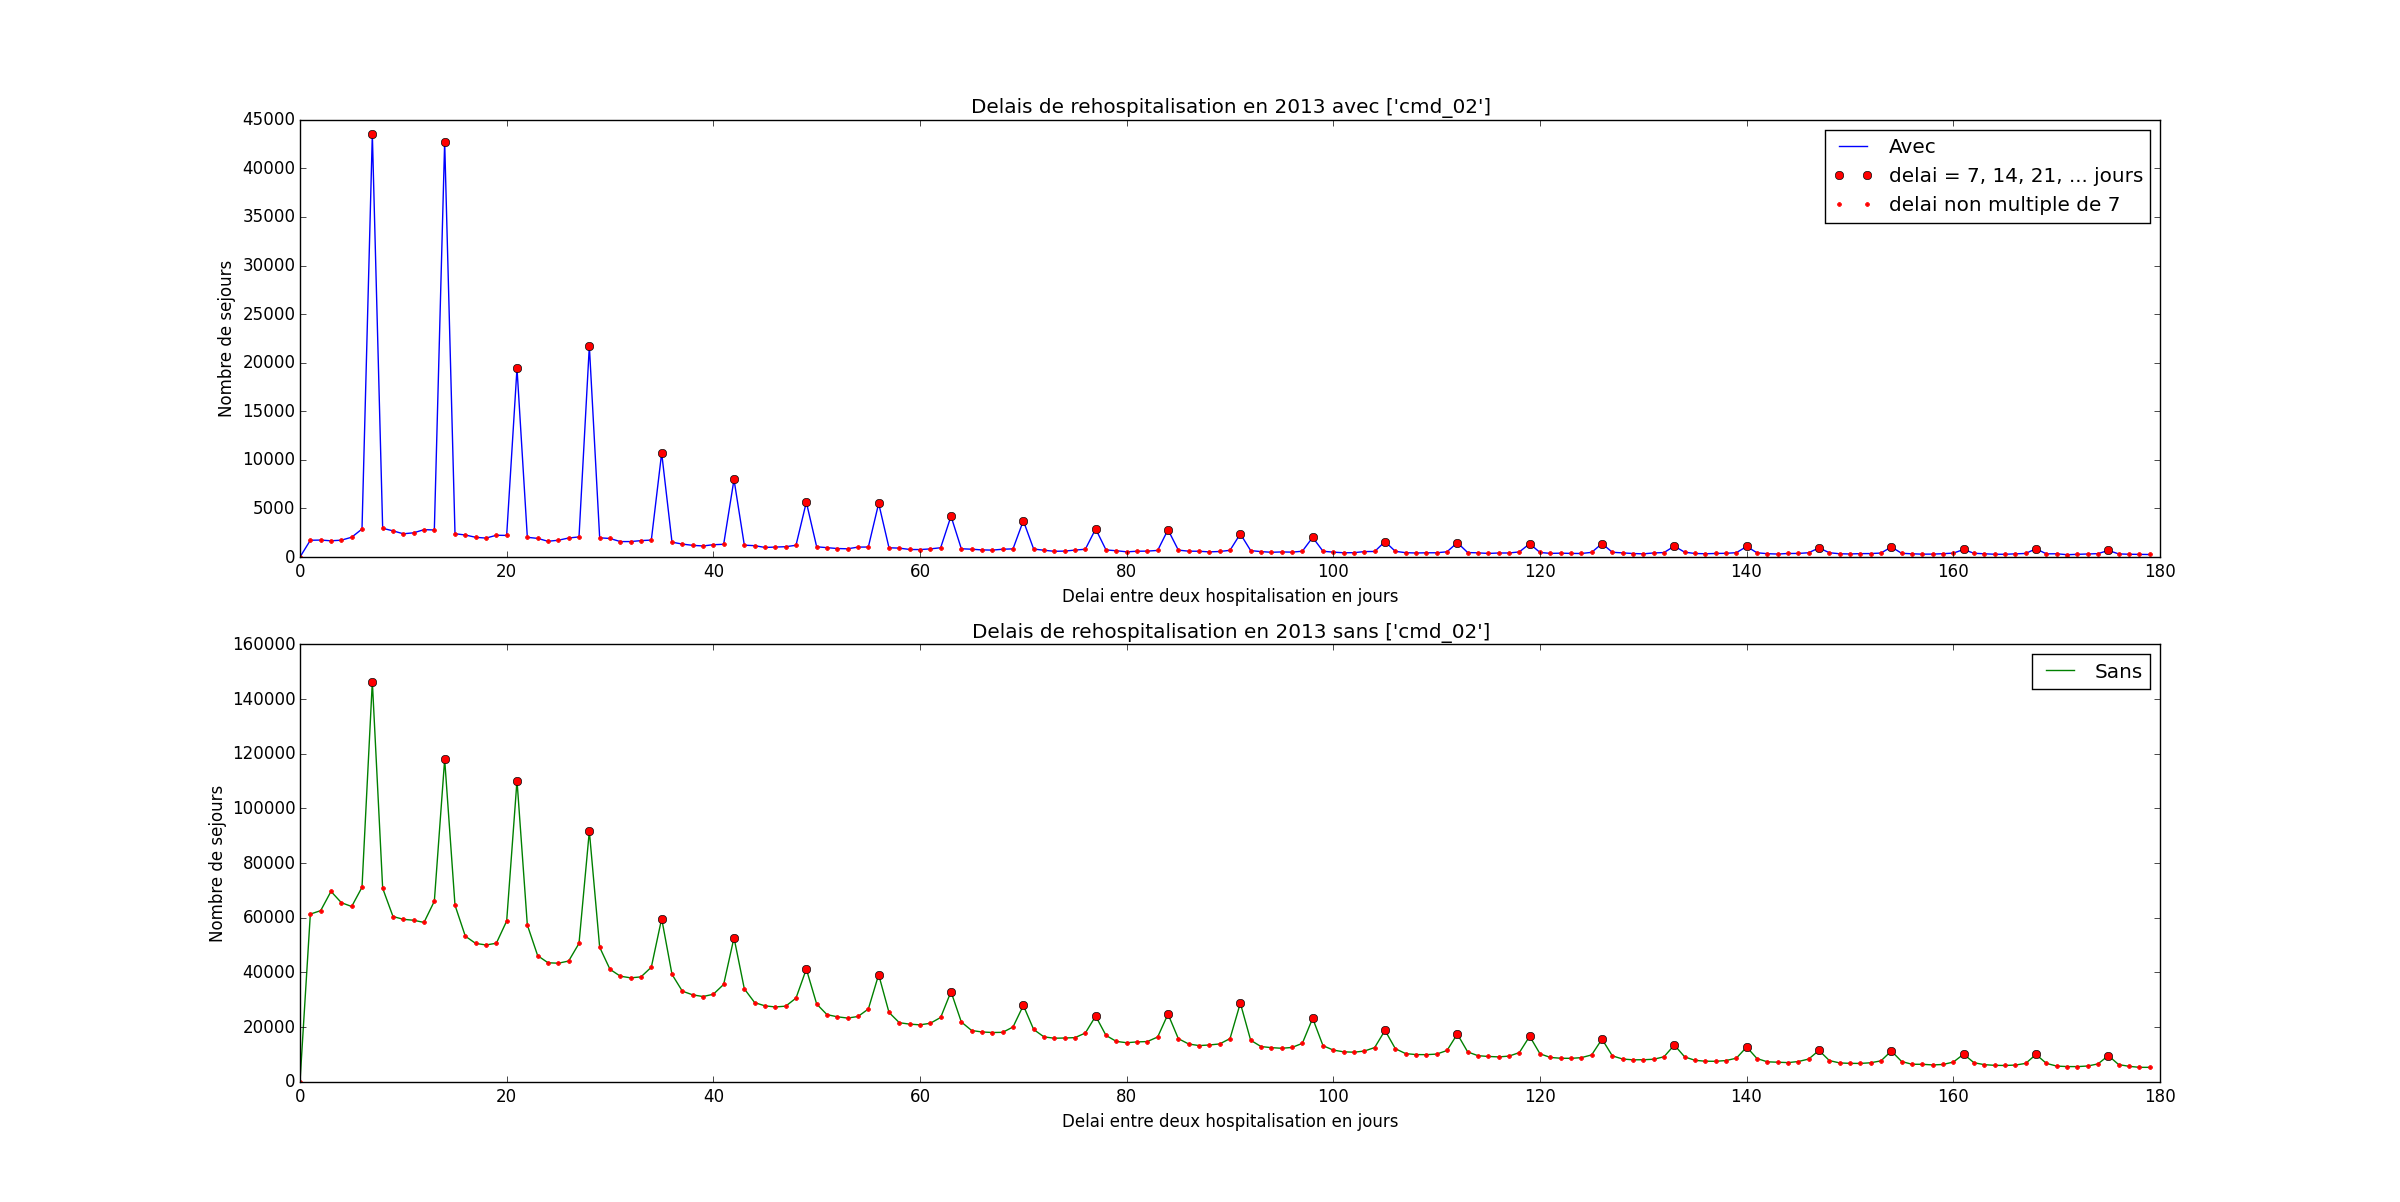 Delais de rehospitalisation en 2013 avec ['cmd_02']
45000
40000
35000
30000
25000
20000
15000
10000
5000
0
Nombre de sejours
Avec
delai = 7, 14, 21, ... jours
delai non multiple de 7
0 20 40 60 80 100 120 140 160 180
Delai entre deux hospitalisation en jours
Delais de rehospitalisation en 2013 sans ['cmd_02']
160000
140000
120000
100000
80000
60000
40000
20000
0
Nombre de sejours
Sans
0 20 40 60 80 100 120 140 160 180
Delai entre deux hospitalisation en jours